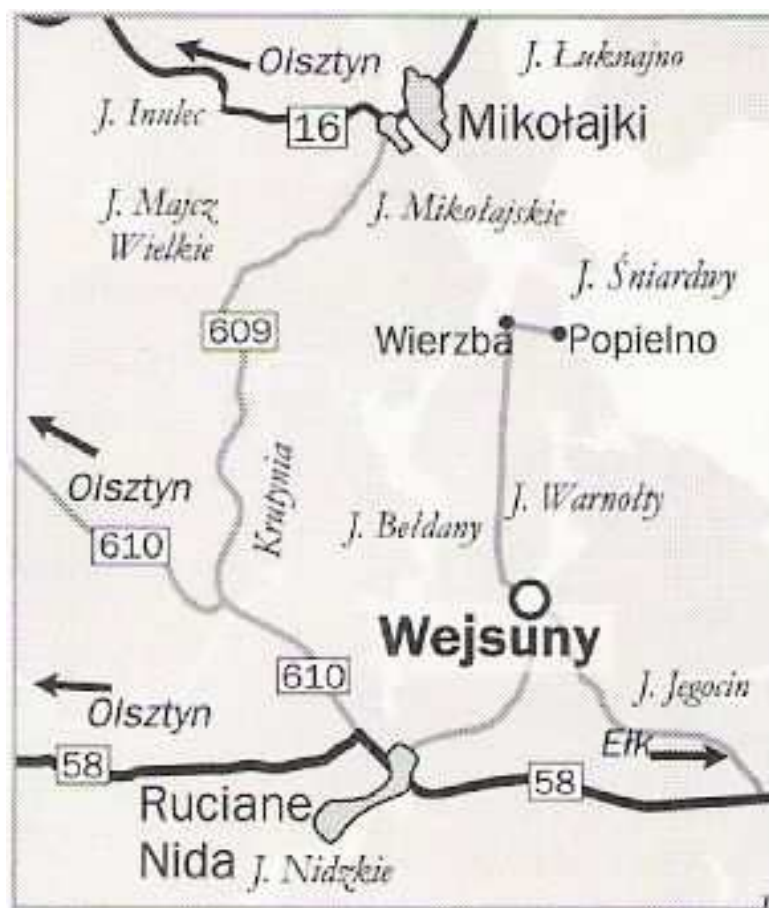 Olsztyn
J. Łuknajno
J. Inulec
16
Mikołajki
J. Majcz
Wielkie
J. Mikołajskie
J. Śniardwy
609
Wierzba
Popielno
Olsztyn
Krutynia
J. Warnołty
610
J. Bełdany
Wejsuny
610
J. Jegocin
Olsztyn
Ełk
58
58
Ruciane
Nida
J. Nidzkie